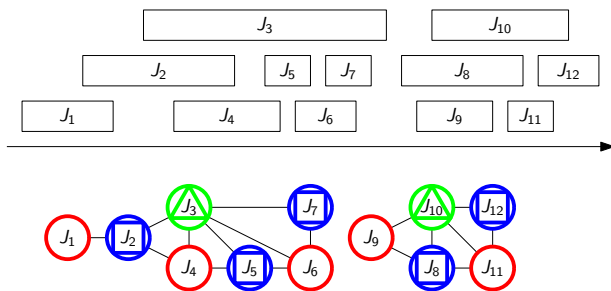 J₃ J₁₀
J₂ J₅ J₇ J₈ J₁₂
J₁ J₄ J₆ J₉ J₁₁
J₃ J₇ J₁₀ J₁₂
J₁ J₂ J₉
J₄ J₅ J₆ J₈ J₁₁